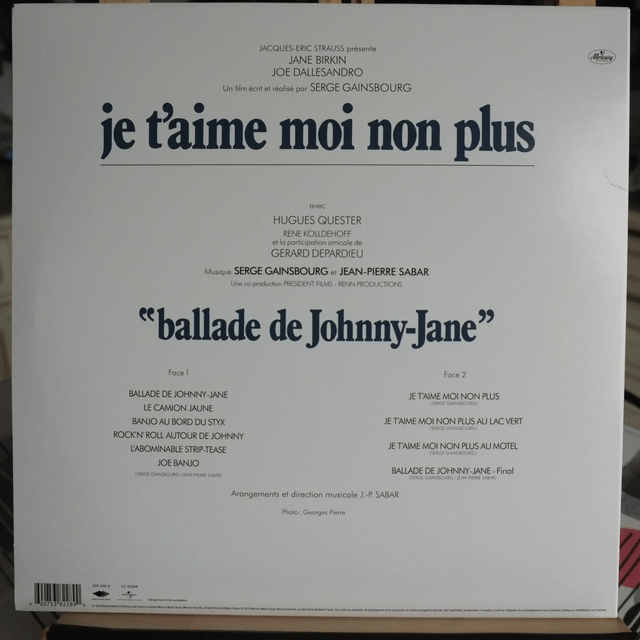 JACQUES-ERIC STRAUSS présente
JANE BIRKIN
JOE DALLESANDRO
Un film écrit et réalisé par SERGE GAINSBOURG
Mercury
je t'aime moi non plus
avec
HUGUES QUESTER
RENE KOLLDEHOFF
et la participation amicale de
GERARD DEPARDIEU
Musique SERGE GAINSBOURG et JEAN-PIERRE SABAR
Une co-production PRESIDENT FILMS - RENN PRODUCTIONS
“ballade de Johnny-Jane”
Face 1
BALLADE DE JOHNNY-JANE
LE CAMION JAUNE
BANJO AU BORD DU STYX
ROCK'N' ROLL AUTOUR DE JOHNNY
L'ABOMINABLE STRIP-TEASE
JOE BANJO
(SERGE GAINSBOURG / JEAN-PIERRE SABAR)
Face 2
JE T'AIME MOI NON PLUS
(SERGE GAINSBOURG)
JE T'AIME MOI NON PLUS AU LAC VERT
(SERGE GAINSBOURG)
JE T'AIME MOI NON PLUS AU MOTEL
(SERGE GAINSBOURG)
BALLADE DE JOHNNY-JANE - Final
(SERGE GAINSBOURG / JEAN-PIERRE SABAR)
Arangements et direction musicale J.-P. SABAR
Photo : Georges Pierre